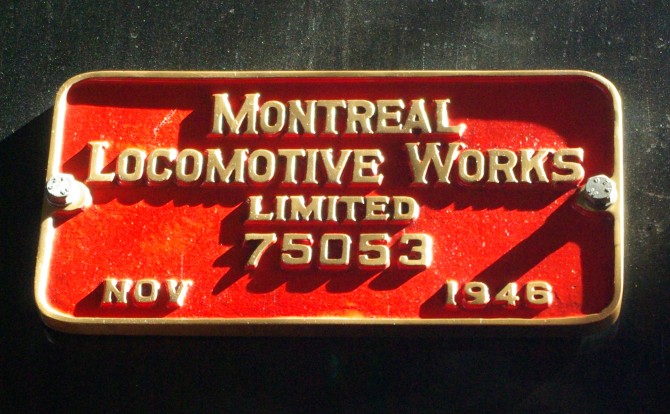 MONTREAL
LOCOMOTIVE WORKS
LIMITED
75053
NOV 1946